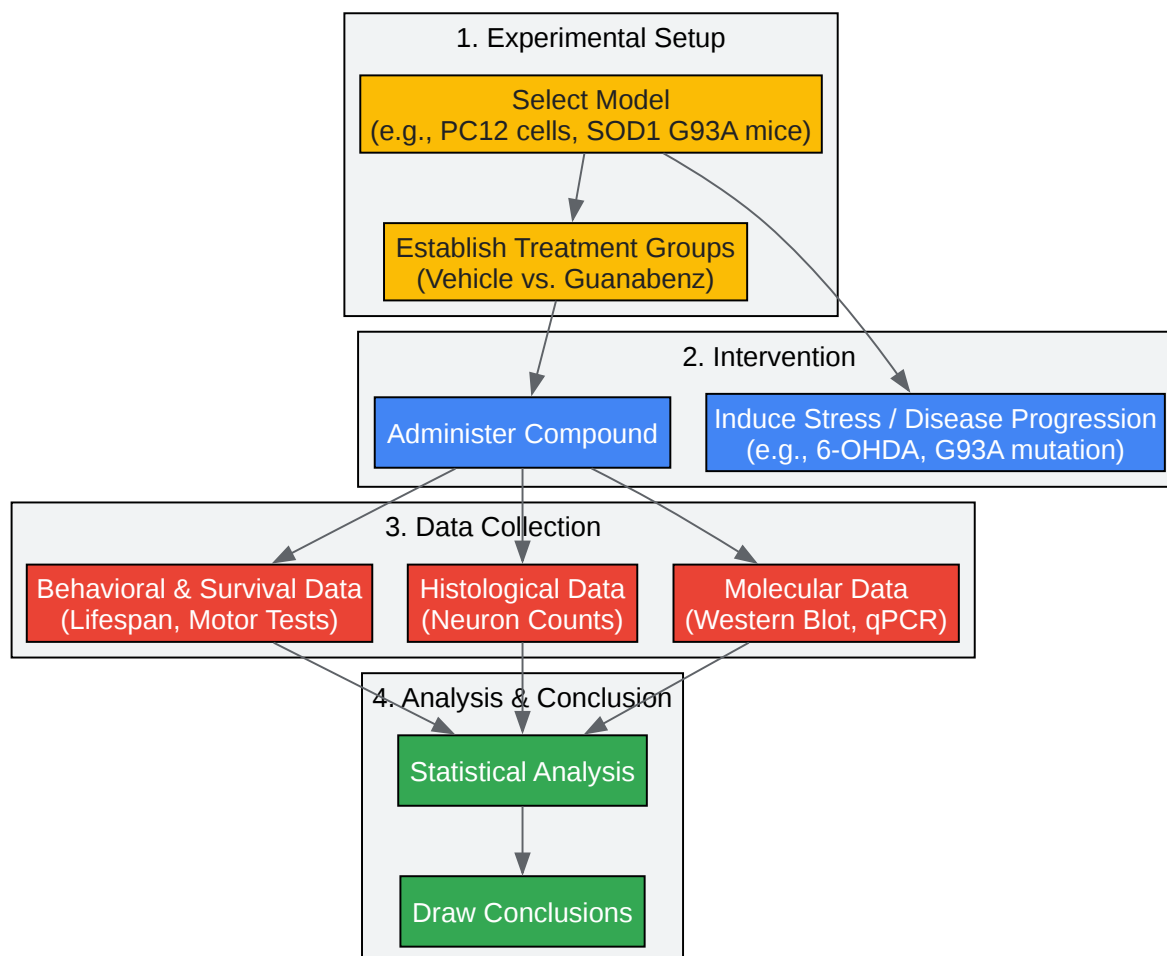 1. Experimental Setup
Select Model
(e.g., PC12 cells, SOD1 G93A mice)
Establish Treatment Groups
(Vehicle vs. Guanabenz)
2. Intervention
Administer Compound
Induce Stress / Disease Progression
(e.g., 6-OHDA, G93A mutation)
3. Data Collection
Behavioral & Survival Data
(Lifespan, Motor Tests)
Histological Data
(Neuron Counts)
Molecular Data
(Western Blot, qPCR)
4. Analysis & Conclusion
Statistical Analysis
Draw Conclusions